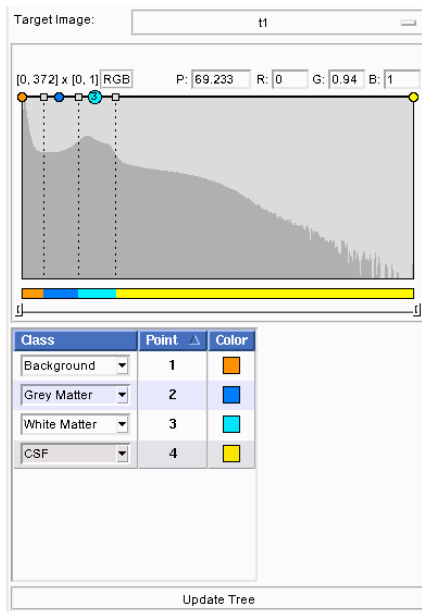 Target Image: t1
[0, 372] x [0, 1] RGB P: 69.233 R: 0 G: 0.94 B: 1
3
Class Point Color
Background 1
Grey Matter 2
White Matter 3
CSF 4
Update Tree